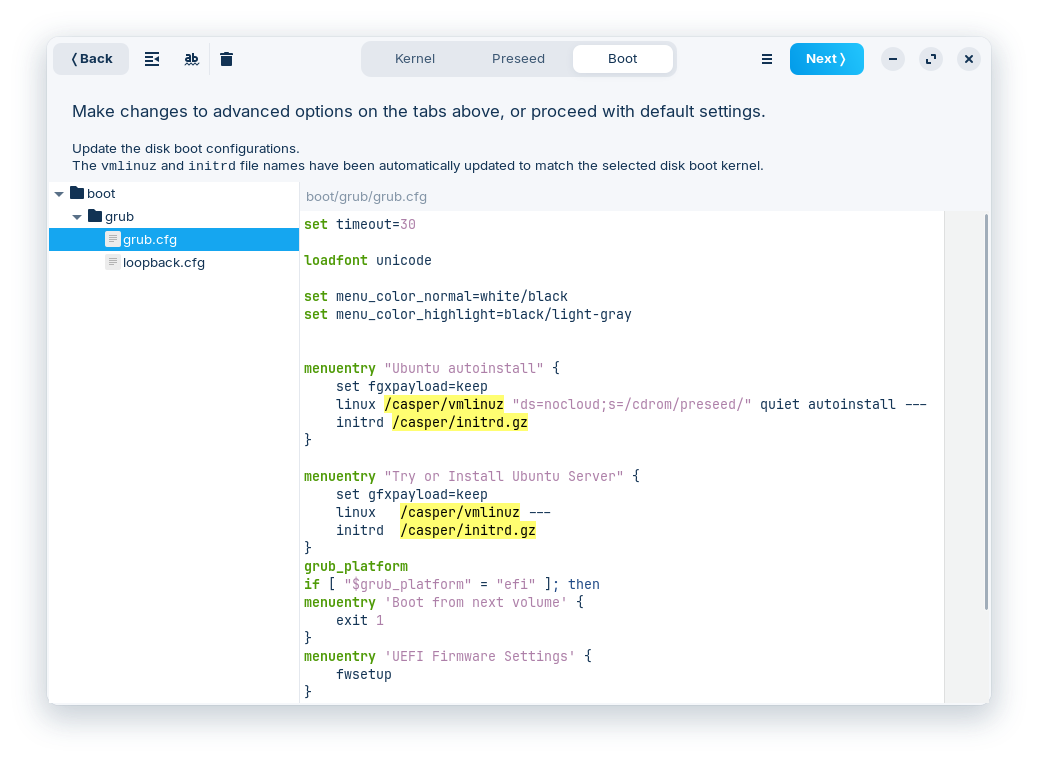 ❬Back
ab
Kernel
Preseed
Boot
Next❭
Make changes to advanced options on the tabs above, or proceed with default settings.
Update the disk boot configurations.
The vmlinuz and initrd file names have been automatically updated to match the selected disk boot kernel.
boot
grub
grub.cfg
loopback.cfg
boot/grub/grub.cfg
set timeout=30

loadfont unicode

set menu_color_normal=white/black
set menu_color_highlight=black/light-gray

menuentry "Ubuntu autoinstall" {
    set fgxpayload=keep
    linux /casper/vmlinuz "ds=nocloud;s=/cdrom/preseed/" quiet autoinstall ---
    initrd /casper/initrd.gz
}

menuentry "Try or Install Ubuntu Server" {
    set gfxpayload=keep
    linux   /casper/vmlinuz ---
    initrd  /casper/initrd.gz
}
grub_platform
if [ "$grub_platform" = "efi" ]; then
menuentry 'Boot from next volume' {
    exit 1
}
menuentry 'UEFI Firmware Settings' {
    fwsetup
}